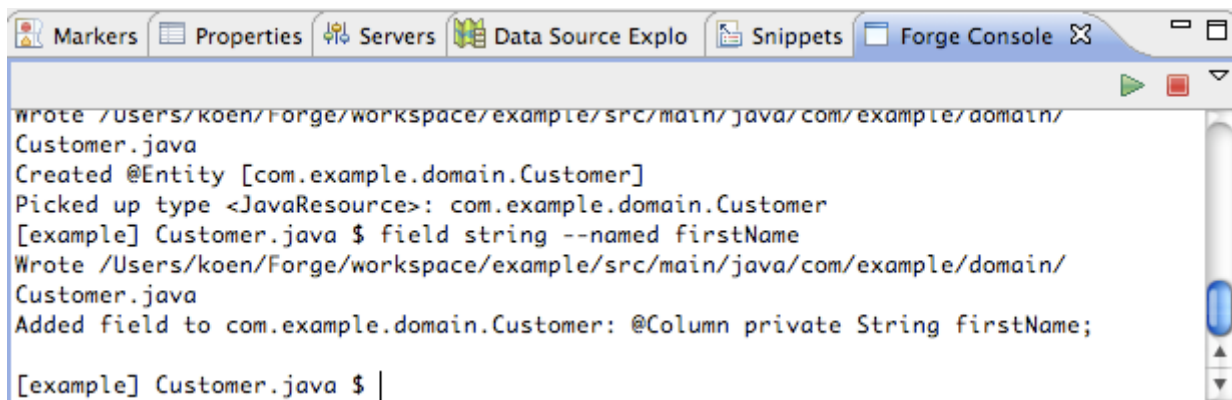 Markers Properties Servers Data Source Explo Snippets Forge Console
Wrote /Users/koen/Forge/workspace/example/src/main/java/com/example/domain/
Customer.java
Created @Entity [com.example.domain.Customer]
Picked up type <JavaResource>: com.example.domain.Customer
[example] Customer.java $ field string --named firstName
Wrote /Users/koen/Forge/workspace/example/src/main/java/com/example/domain/
Customer.java
Added field to com.example.domain.Customer: @Column private String firstName;
[example] Customer.java $